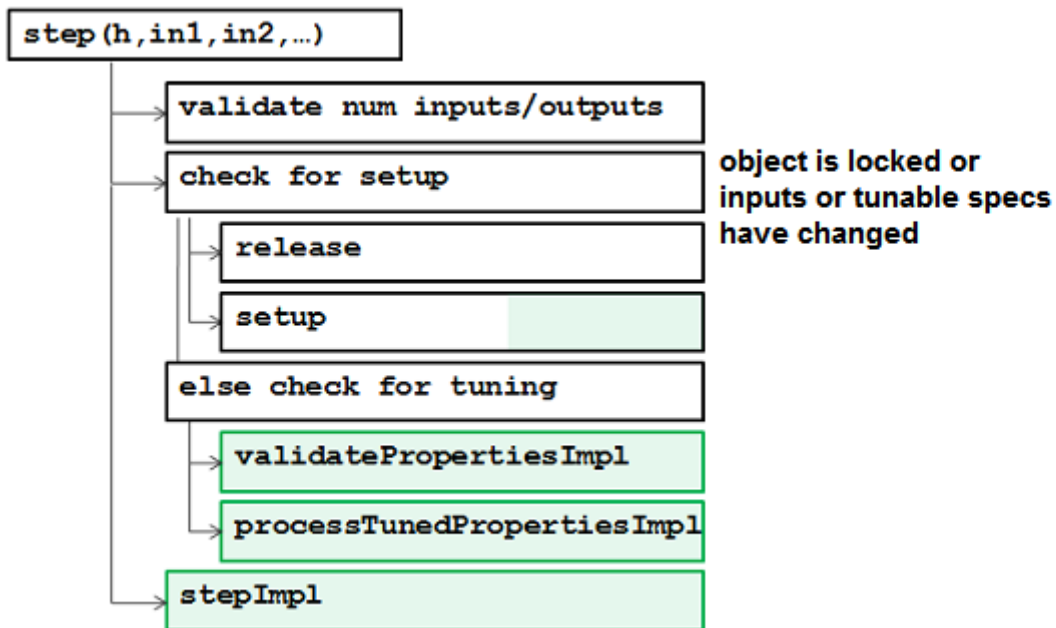 step(h,in1,in2,…)
validate num inputs/outputs
check for setup
object is locked or
inputs or tunable specs
have changed
release
setup
else check for tuning
validatePropertiesImpl
processTunedPropertiesImpl
stepImpl